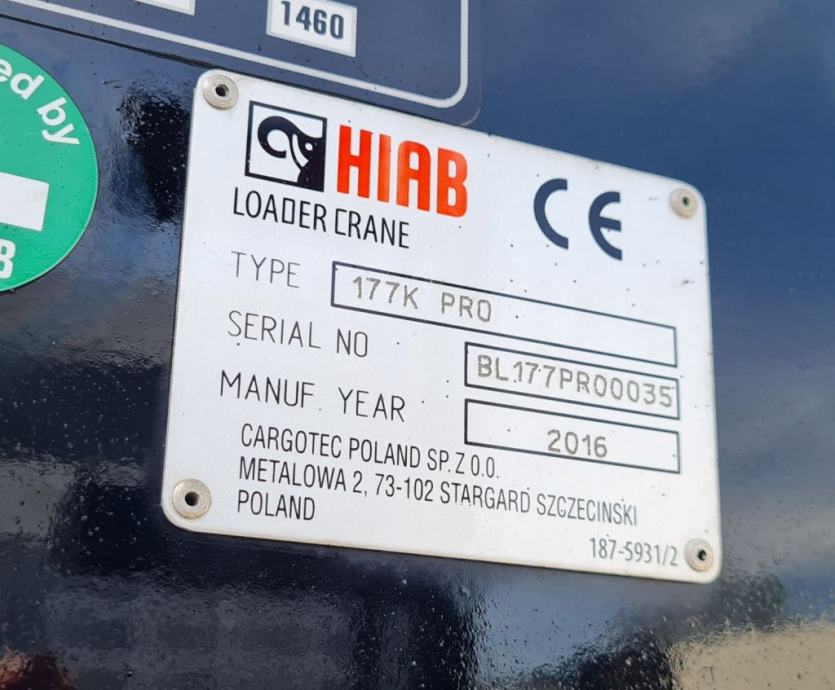 1460
ed by
B
HIAB
CE
LOADER CRANE
TYPE 177K PRO
SERIAL NO BL177PR00035
MANUF. YEAR 2016
CARGOTEC POLAND SP. Z O.O.
METALOWA 2, 73-102 STARGARD SZCZECINSKI
POLAND
187-5931/2